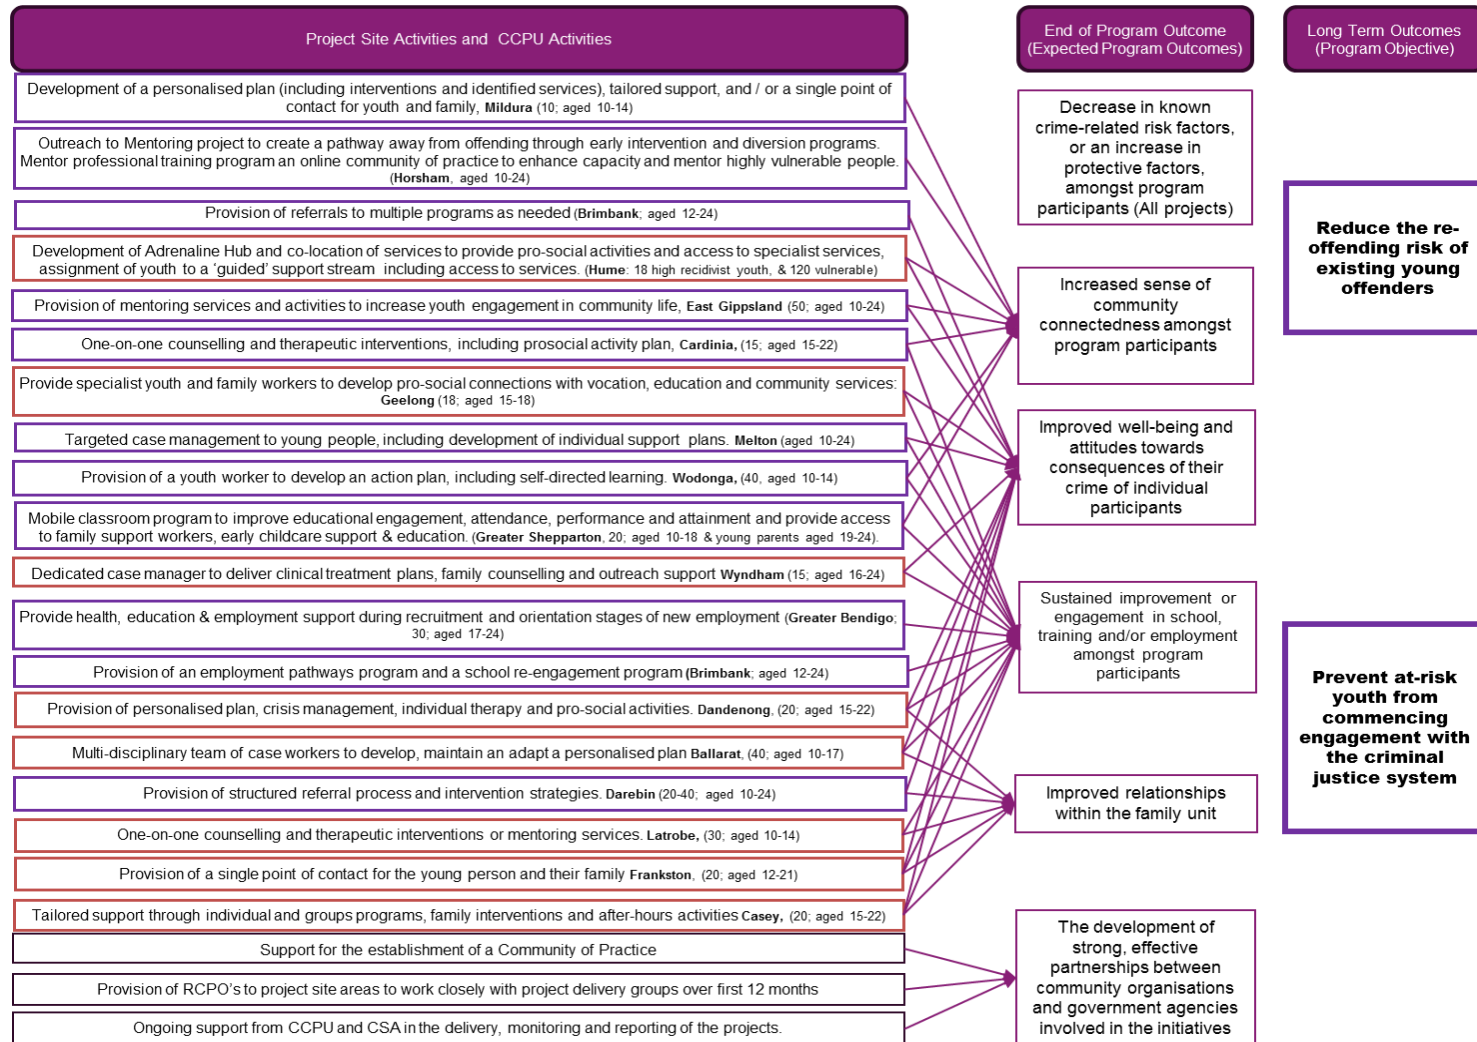 Project Site Activities and CCPU Activities
End of Program Outcome
(Expected Program Outcomes)
Long Term Outcomes
(Program Objective)
Development of a personalised plan (including interventions and identified services), tailored support, and / or a single point of
contact for youth and family, Mildura (10; aged 10-14)
Outreach to Mentoring project to create a pathway away from offending through early intervention and diversion programs.
Mentor professional training program an online community of practice to enhance capacity and mentor highly vulnerable people.
(Horsham, aged 10-24)
Provision of referrals to multiple programs as needed (Brimbank; aged 12-24)
Development of Adrenaline Hub and co-location of services to provide pro-social activities and access to specialist services,
assignment of youth to a ‘guided’ support stream including access to services. (Hume: 18 high recidivist youth, & 120 vulnerable)
Provision of mentoring services and activities to increase youth engagement in community life, East Gippsland (50; aged 10-24)
One-on-one counselling and therapeutic interventions, including prosocial activity plan, Cardinia, (15; aged 15-22)
Provide specialist youth and family workers to develop pro-social connections with vocation, education and community services:
Geelong (18; aged 15-18)
Targeted case management to young people, including development of individual support plans. Melton (aged 10-24)
Provision of a youth worker to develop an action plan, including self-directed learning. Wodonga, (40, aged 10-14)
Mobile classroom program to improve educational engagement, attendance, performance and attainment and provide access
to family support workers, early childcare support & education. (Greater Shepparton, 20; aged 10-18 & young parents aged 19-24).
Dedicated case manager to deliver clinical treatment plans, family counselling and outreach support Wyndham (15; aged 16-24)
Provide health, education & employment support during recruitment and orientation stages of new employment (Greater Bendigo;
30; aged 17-24)
Provision of an employment pathways program and a school re-engagement program (Brimbank; aged 12-24)
Provision of personalised plan, crisis management, individual therapy and pro-social activities. Dandenong, (20; aged 15-22)
Multi-disciplinary team of case workers to develop, maintain an adapt a personalised plan Ballarat, (40; aged 10-17)
Provision of structured referral process and intervention strategies. Darebin (20-40; aged 10-24)
One-on-one counselling and therapeutic interventions or mentoring services. Latrobe, (30; aged 10-14)
Provision of a single point of contact for the young person and their family Frankston, (20; aged 12-21)
Tailored support through individual and groups programs, family interventions and after-hours activities Casey, (20; aged 15-22)
Support for the establishment of a Community of Practice
Provision of RCPO’s to project site areas to work closely with project delivery groups over first 12 months
Ongoing support from CCPU and CSA in the delivery, monitoring and reporting of the projects.
Decrease in known
crime-related risk factors,
or an increase in
protective factors,
amongst program
participants (All projects)
Increased sense of
community
connectedness amongst
program participants
Improved well-being and
attitudes towards
consequences of their
crime of individual
participants
Sustained improvement or
engagement in school,
training and/or employment
amongst program
participants
Improved relationships
within the family unit
The development of
strong, effective
partnerships between
community organisations
and government agencies
involved in the initiatives
Reduce the re-
offending risk of
existing young
offenders
Prevent at-risk
youth from
commencing
engagement with
the criminal
justice system